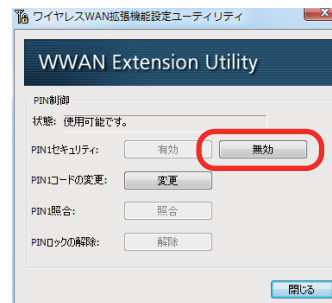 ワイヤレスWAN拡張機能設定ユーティリティ
WWAN Extension Utility
PIN制御
状態: 使用可能です。
PIN1セキュリティ: 有効 無効
PIN1コードの変更: 変更
PIN1照合: 照合
PINロックの解除: 解除
閉じる